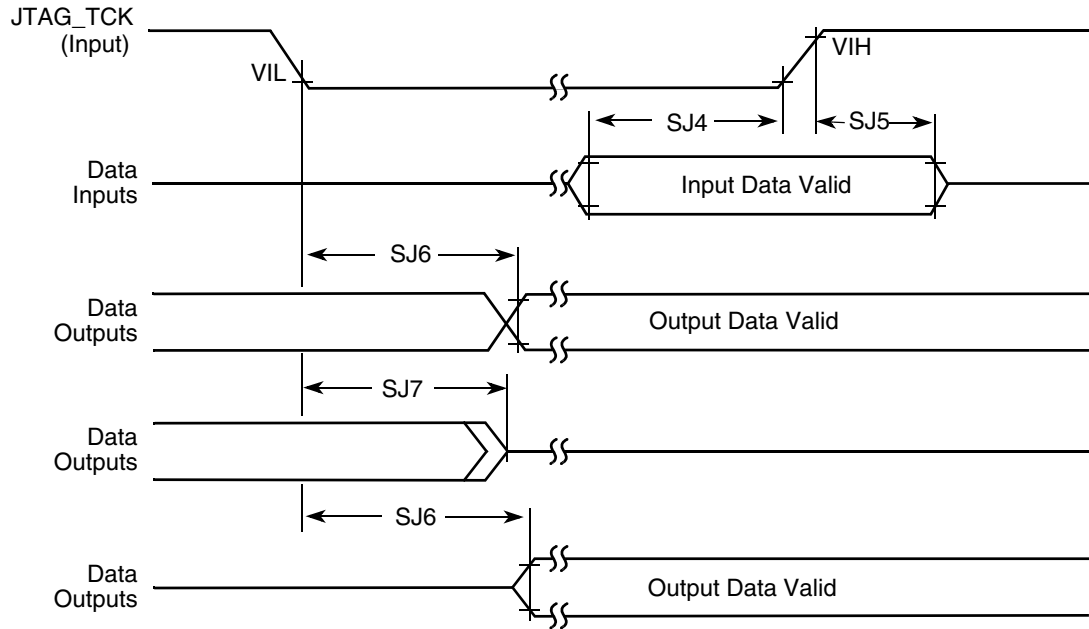 JTAG_TCK
(Input)
VIL
VIH
SJ4
SJ5
Data
Inputs
Input Data Valid
SJ6
Data
Outputs
Output Data Valid
SJ7
Data
Outputs
SJ6
Data
Outputs
Output Data Valid